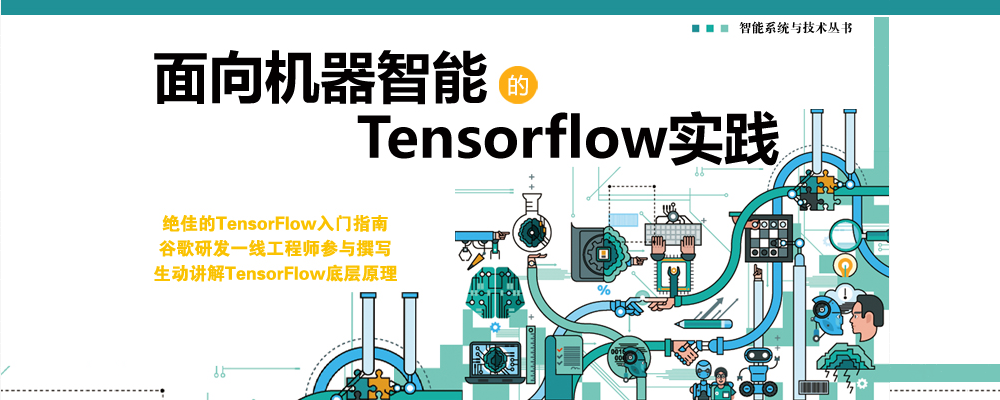 智能系统与技术丛书
面向机器智能的
Tensorflow实践
绝佳的TensorFlow入门指南
谷歌研发一线工程师参与撰写
生动讲解TensorFlow底层原理
%